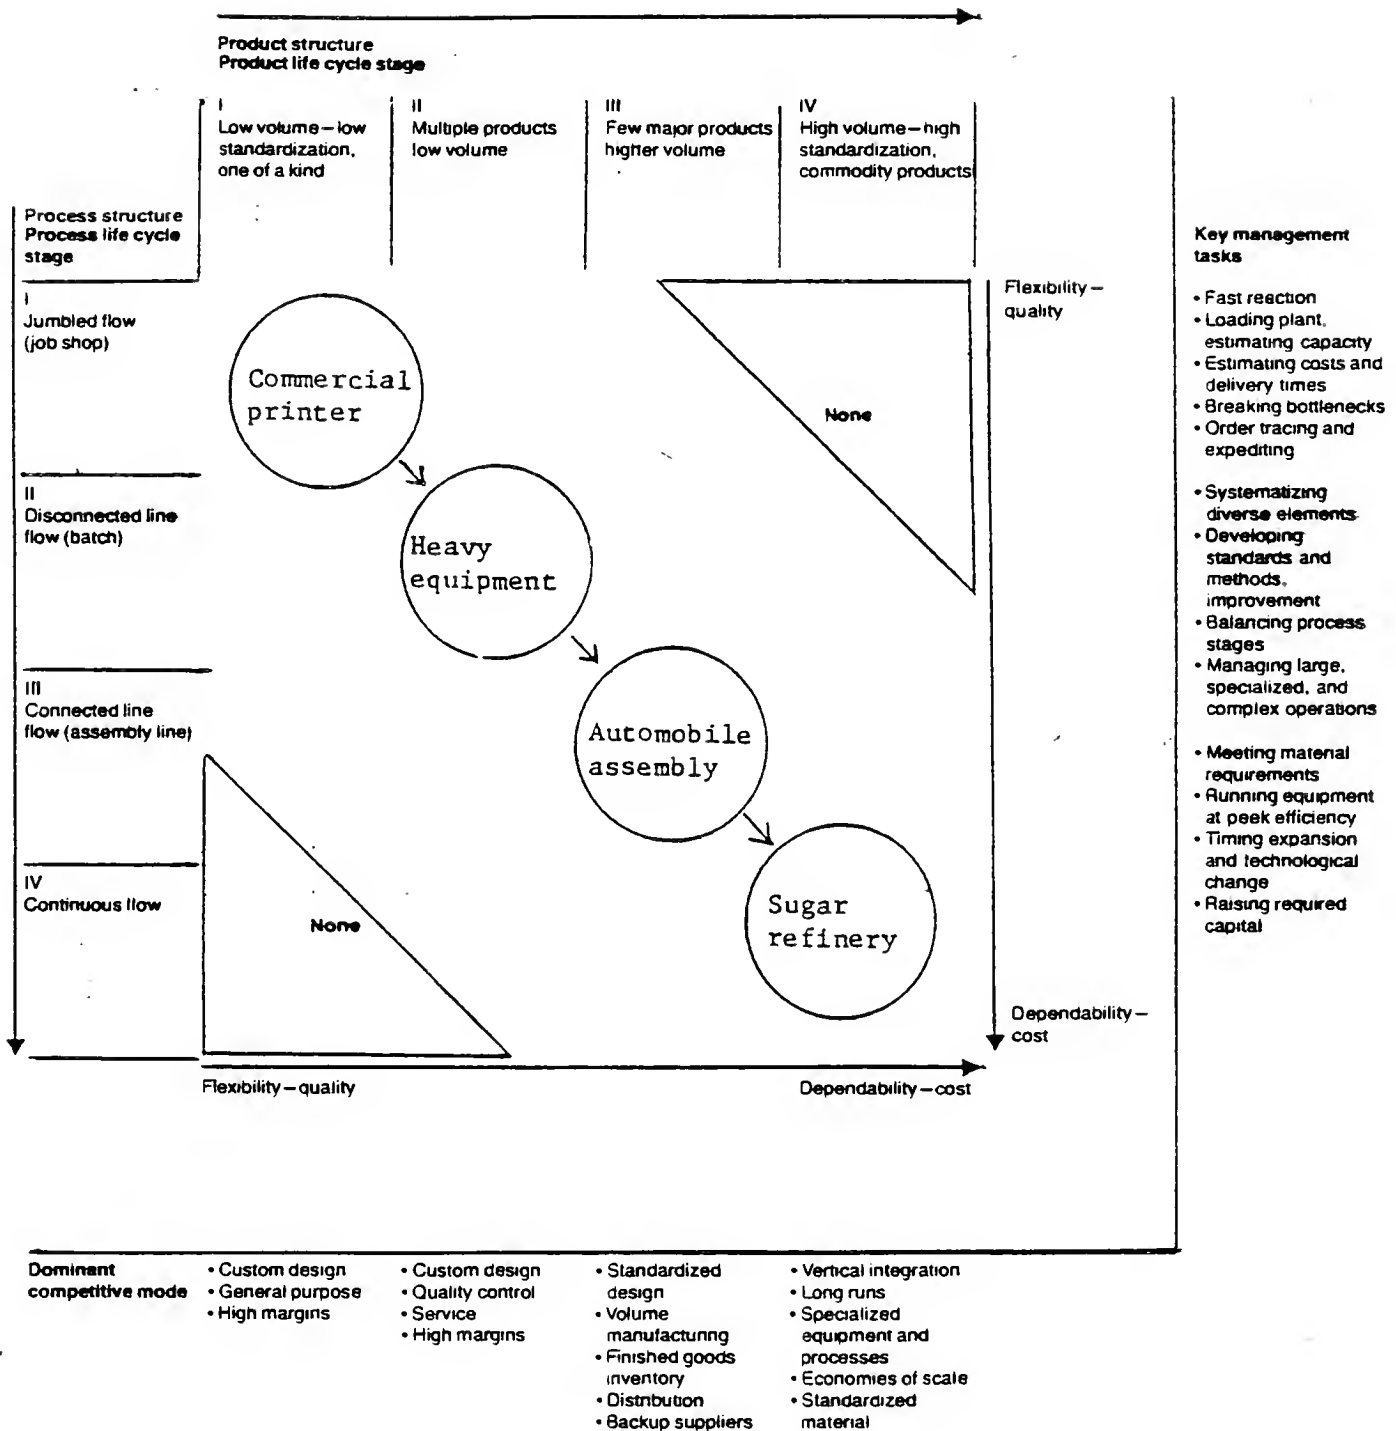 Product structure
Product life cycle stage
I
Low volume – low
standardization,
one of a kind
II
Multiple products
low volume
III
Few major products
higher volume
IV
High volume – high
standardization,
commodity products
Process structure
Process life cycle
stage
I
Jumbled flow
(job shop)
II
Disconnected line
flow (batch)
III
Connected line
flow (assembly line)
IV
Continuous flow
Commercial
printer
Heavy
equipment
Automobile
assembly
Sugar
refinery
None
None
Flexibility –
quality
Dependability –
cost
Flexibility – quality
Dependability – cost
Key management
tasks
• Fast reaction
• Loading plant,
estimating capacity
• Estimating costs and
delivery times
• Breaking bottlenecks
• Order tracing and
expediting
• Systematizing
diverse elements
• Developing
standards and
methods,
improvement
• Balancing process
stages
• Managing large,
specialized, and
complex operations
• Meeting material
requirements
• Running equipment
at peek efficiency
• Timing expansion
and technological
change
• Raising required
capital
Dominant
competitive mode
• Custom design
• General purpose
• High margins
• Custom design
• Quality control
• Service
• High margins
• Standardized
design
• Volume
manufacturing
• Finished goods
inventory
• Distribution
• Backup suppliers
• Vertical integration
• Long runs
• Specialized
equipment and
processes
• Economies of scale
• Standardized
material